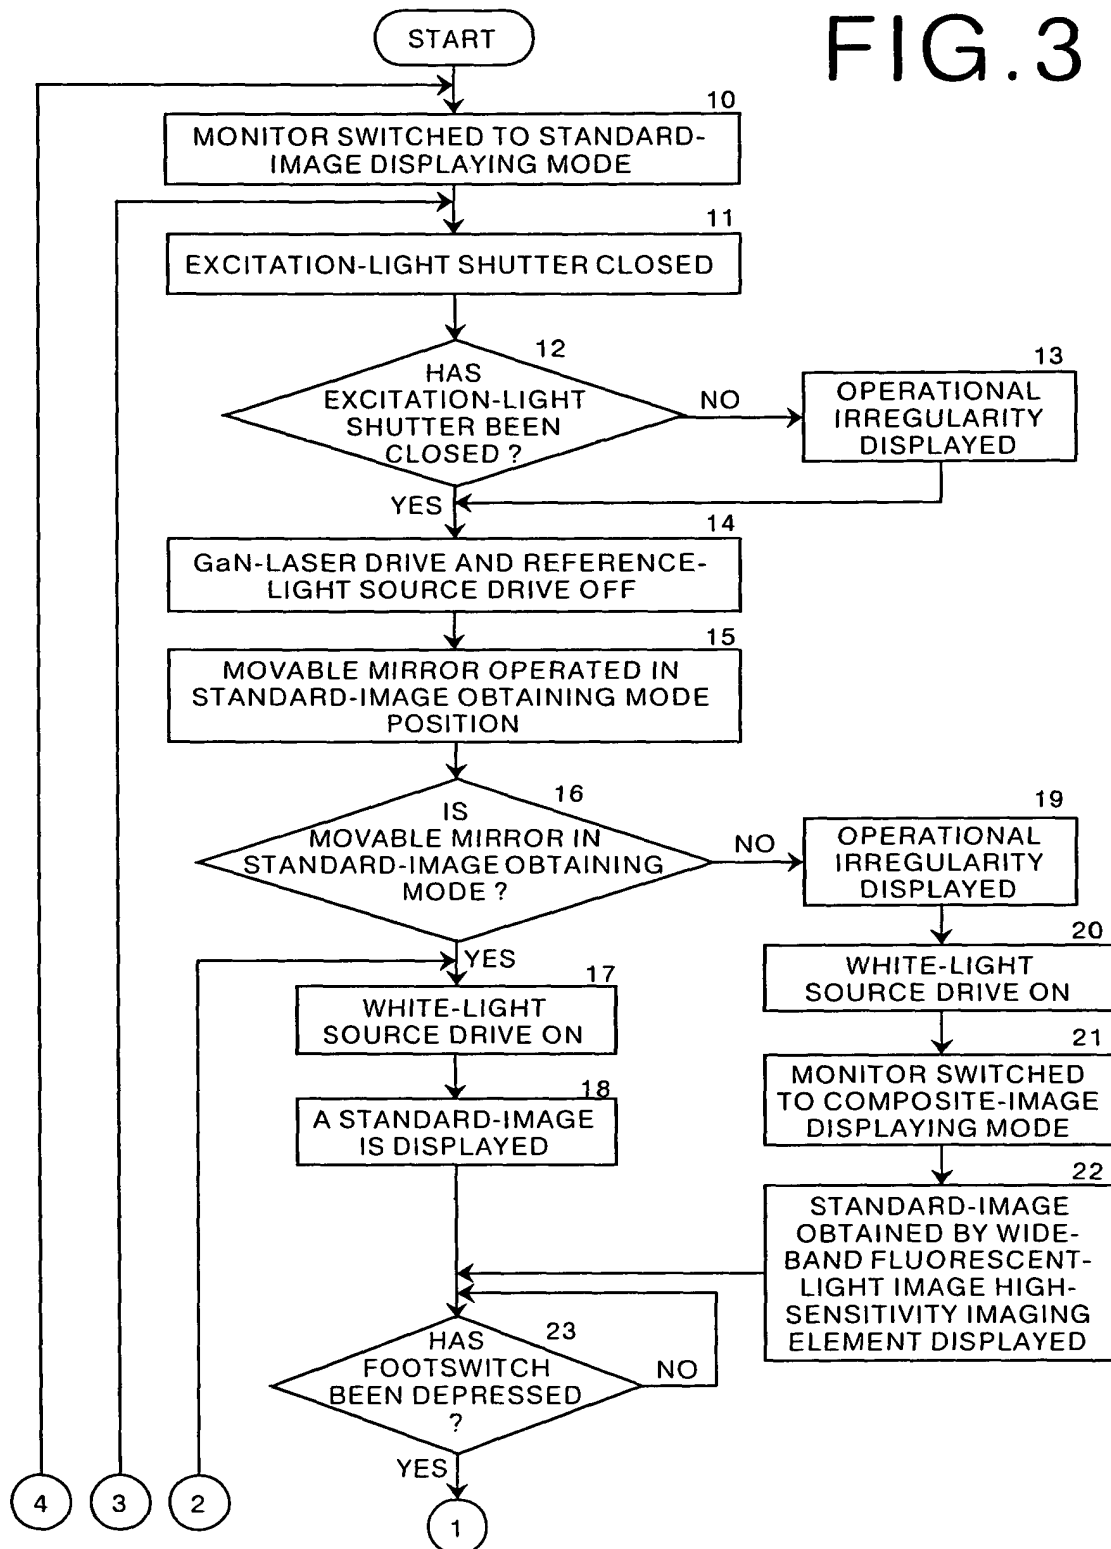 FIG.3
START
10
MONITOR SWITCHED TO STANDARD-
IMAGE DISPLAYING MODE
11
EXCITATION-LIGHT SHUTTER CLOSED
12
HAS
EXCITATION-LIGHT
SHUTTER BEEN
CLOSED ?
NO
13
OPERATIONAL
IRREGULARITY
DISPLAYED
YES
14
GaN-LASER DRIVE AND REFERENCE-
LIGHT SOURCE DRIVE OFF
15
MOVABLE MIRROR OPERATED IN
STANDARD-IMAGE OBTAINING MODE
POSITION
16
IS
MOVABLE MIRROR IN
STANDARD-IMAGE OBTAINING
MODE ?
NO
19
OPERATIONAL
IRREGULARITY
DISPLAYED
YES
17
WHITE-LIGHT
SOURCE DRIVE ON
20
WHITE-LIGHT
SOURCE DRIVE ON
18
A STANDARD-IMAGE
IS DISPLAYED
21
MONITOR SWITCHED
TO COMPOSITE-IMAGE
DISPLAYING MODE
22
STANDARD-IMAGE
OBTAINED BY WIDE-
BAND FLUORESCENT-
LIGHT IMAGE HIGH-
SENSITIVITY IMAGING
ELEMENT DISPLAYED
23
HAS
FOOTSWITCH
BEEN DEPRESSED
?
NO
YES
4
3
2
1